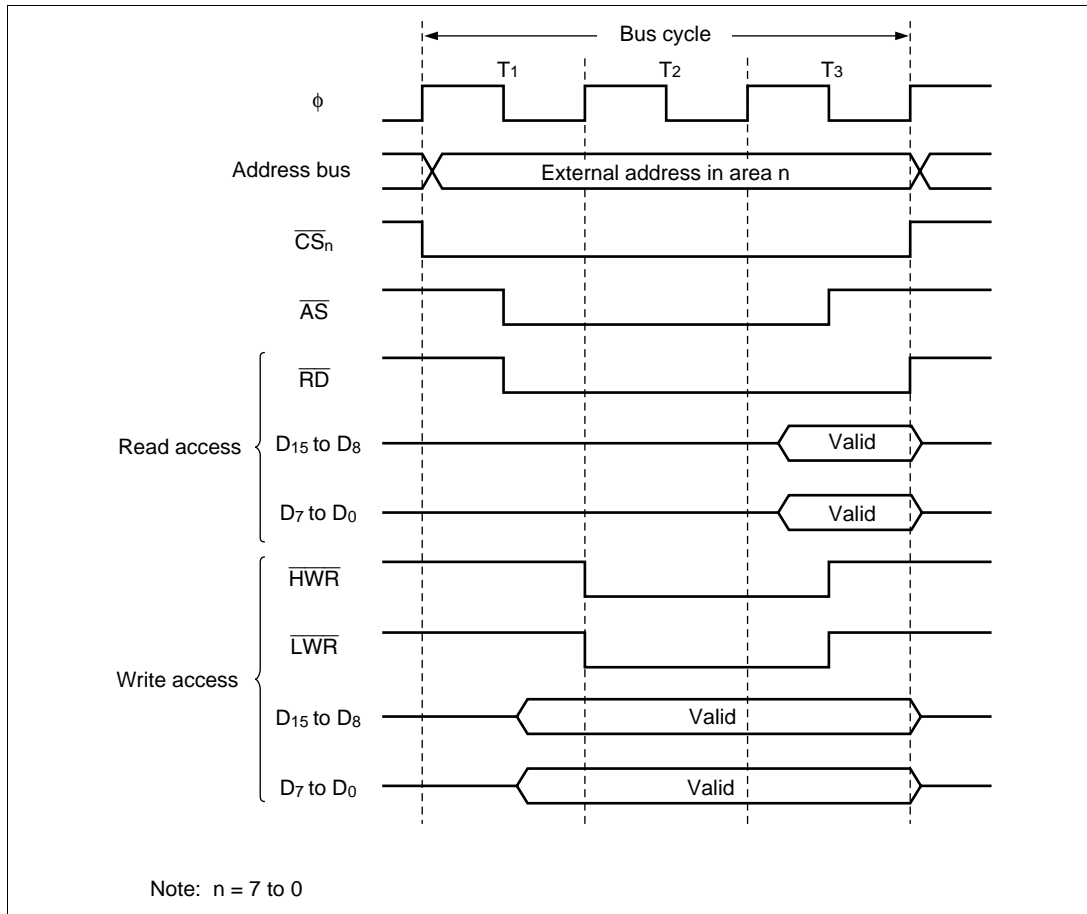 Bus cycle
T1 T2 T3
ϕ
Address bus
External address in area n
CSn
AS
RD
Read access
D15 to D8
Valid
D7 to D0
Valid
HWR
LWR
Write access
D15 to D8
Valid
D7 to D0
Valid
Note: n = 7 to 0